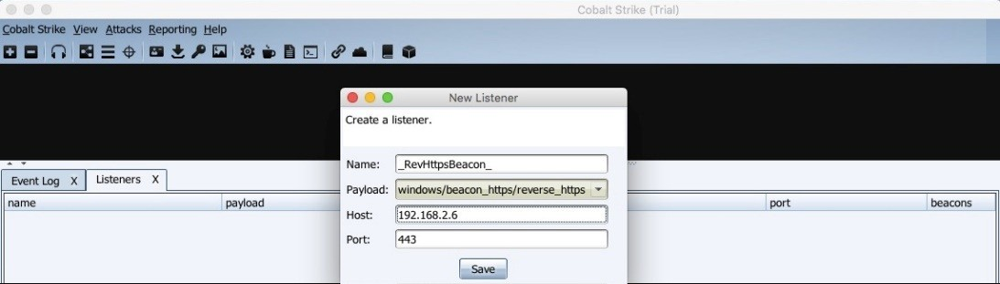 Cobalt Strike (Trial)
Cobalt Strike View Attacks Reporting Help
New Listener
Create a listener.
Event Log X Listeners X
Name: _RevHttpsBeacon_
Payload: windows/beacon_https/reverse_https
name payload port beacons
Host: 192.168.2.6
Port: 443
Save